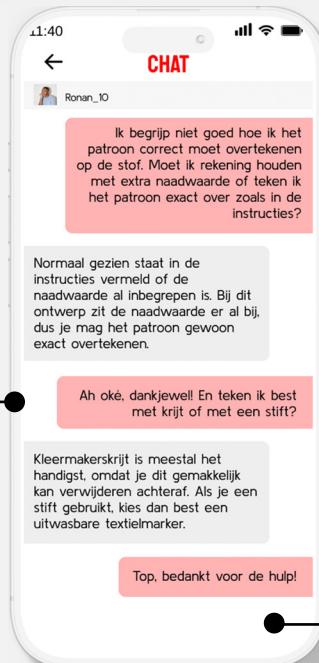 11:40
CHAT
Ronan_10
Ik begrijp niet goed hoe ik het
patroon correct moet overtekenen
op de stof. Moet ik rekening houden
met extra naadwaarde of teken ik
het patroon exact over zoals in de
instructies?
Normaal gezien staat in de
instructies vermeld of de
naadwaarde al inbegrepen is. Bij dit
ontwerp zit de naadwaarde er al bij,
dus je mag het patroon gewoon
exact overtekenen.
Ah oké, dankjewel! En teken ik best
met krijt of met een stift?
Kleermakerskrijt is meestal het
handigst, omdat je dit gemakkelijk
kan verwijderen achteraf. Als je een
stift gebruikt, kies dan best een
uitwasbare textielmarker.
Top, bedankt voor de hulp!